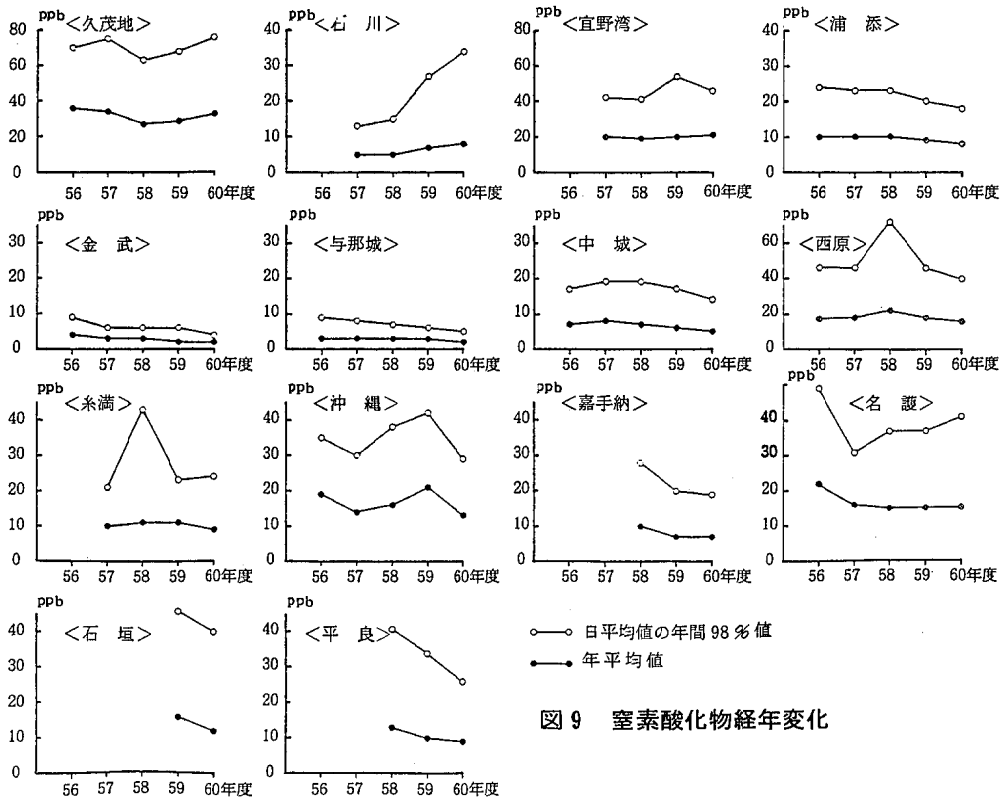 ppb <久茂地>
80
60
40
20
0
56 57 58 59 60年度
ppb <石 川>
40
30
20
10
0
56 57 58 59 60年度
ppb <宜野湾>
80
60
40
20
0
56 57 58 59 60年度
ppb <浦 添>
40
30
20
10
0
56 57 58 59 60年度
ppb
<金 武>
30
20
10
0
56 57 58 59 60年度
ppb
<与那城>
30
20
10
0
56 57 58 59 60年度
ppb
<中 城>
30
20
10
0
56 57 58 59 60年度
ppb
<西原>
60
40
20
0
56 57 58 59 60年度
ppb
<糸満>
40
30
20
10
0
56 57 58 59 60年度
ppb
<沖 縄>
40
30
20
10
0
56 57 58 59 60年度
ppb
<嘉手納>
40
30
20
10
0
56 57 58 59 60年度
ppb
<名 護>
40
30
20
10
0
56 57 58 59 60年度
ppb
<石 垣>
40
30
20
10
0
56 57 58 59 60年度
ppb
<平 良>
40
30
20
10
0
56 57 58 59 60年度
日平均値の年間98%値
年平均値
図9 窒素酸化物経年変化